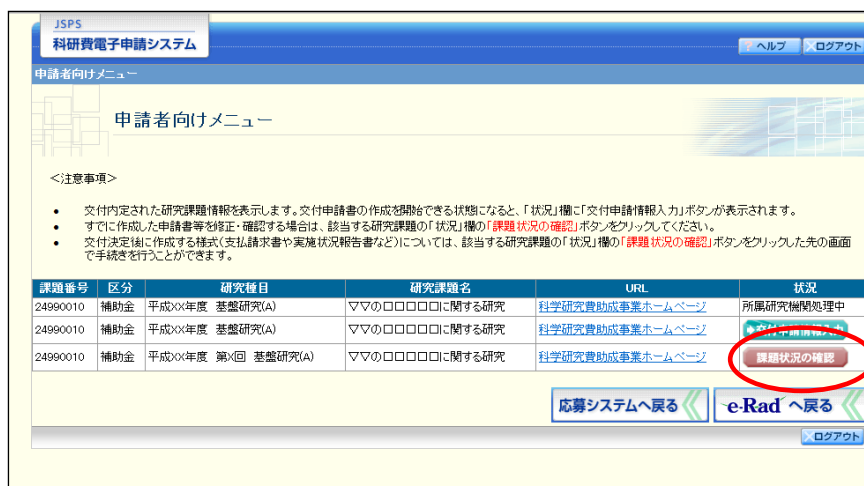 JSPS
科研費電子申請システム
? ヘルプ
ログアウト
申請者向けメニュー
申請者向けメニュー
<注意事項>
• 交付内定された研究課題情報を表示します。交付申請書の作成を開始できる状態になると、「状況」欄に「交付申請情報入力」ボタンが表示されます。
• すでに作成した申請書等を修正・確認する場合は、該当する研究課題の「状況」欄の「課題状況の確認」ボタンをクリックしてください。
• 交付決定後に作成する様式(支払請求書や実施状況報告書など)については、該当する研究課題の「状況」欄の「課題状況の確認」ボタンをクリックした先の画面
で手続きを行うことができます。
課題番号 区分 研究種目 研究課題名 URL 状況
24990010 補助金 平成XX年度 基盤研究(A) ▽▽の□□□□□に関する研究 科学研究費助成事業ホームページ 所属研究機関処理中
24990010 補助金 平成XX年度 基盤研究(A) ▽▽の□□□□□に関する研究 科学研究費助成事業ホームページ 交付申請情報入力
24990010 補助金 平成XX年度 第X回 基盤研究(A) ▽▽の□□□□□に関する研究 科学研究費助成事業ホームページ 課題状況の確認
応募システムへ戻る
e-Rad へ戻る
ログアウト